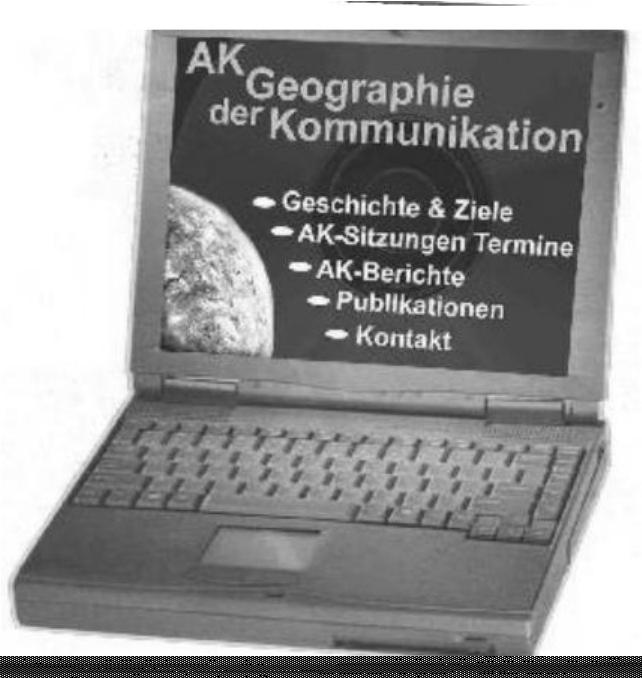 AK
Geographie
der Kommunikation
Geschichte & Ziele
AK-Sitzungen Termine
AK-Berichte
Publikationen
Kontakt